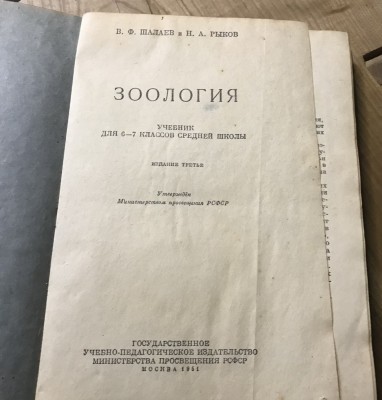 В. Ф. ШАЛАЕВ и Н. А. РЫКОВ
ЗООЛОГИЯ
УЧЕБНИК
ДЛЯ 6—7 КЛАССОВ СРЕДНЕЙ ШКОЛЫ
ИЗДАНИЕ ТРЕТЬЕ
Утверждён
Министерством просвещения РСФСР
ГОСУДАРСТВЕННОЕ
УЧЕБНО-ПЕДАГОГИЧЕСКОЕ ИЗДАТЕЛЬСТВО
МИНИСТЕРСТВА ПРОСВЕЩЕНИЯ РСФСР
МОСКВА 1951